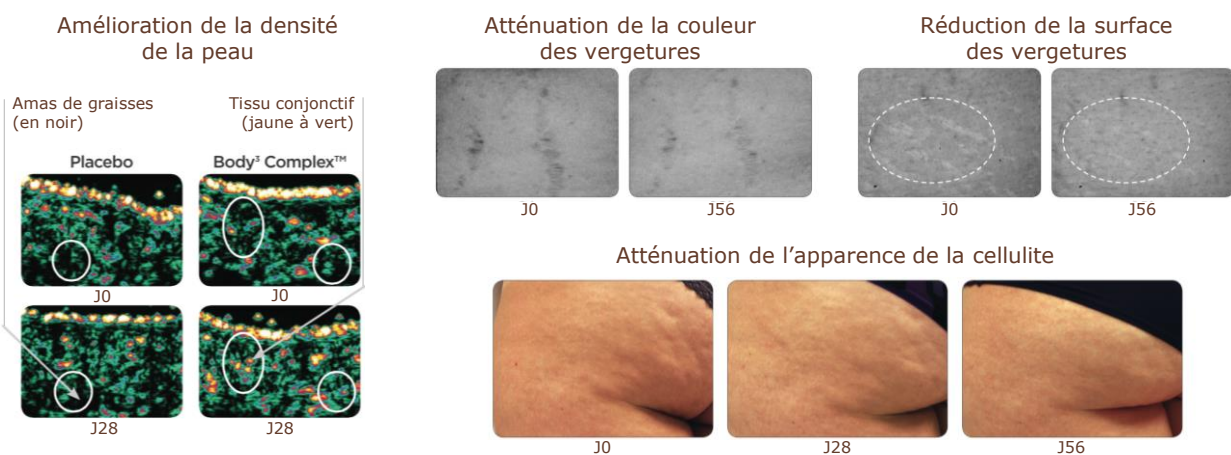 Amélioration de la densité
de la peau
Amas de graisses
(en noir)
Tissu conjonctif
(jaune à vert)
Placebo
Body³ Complex™
J0
J0
J28
J28
Atténuation de la couleur
des vergetures
J0
J56
Réduction de la surface
des vergetures
J0
J56
Atténuation de l’apparence de la cellulite
J0
J28
J56